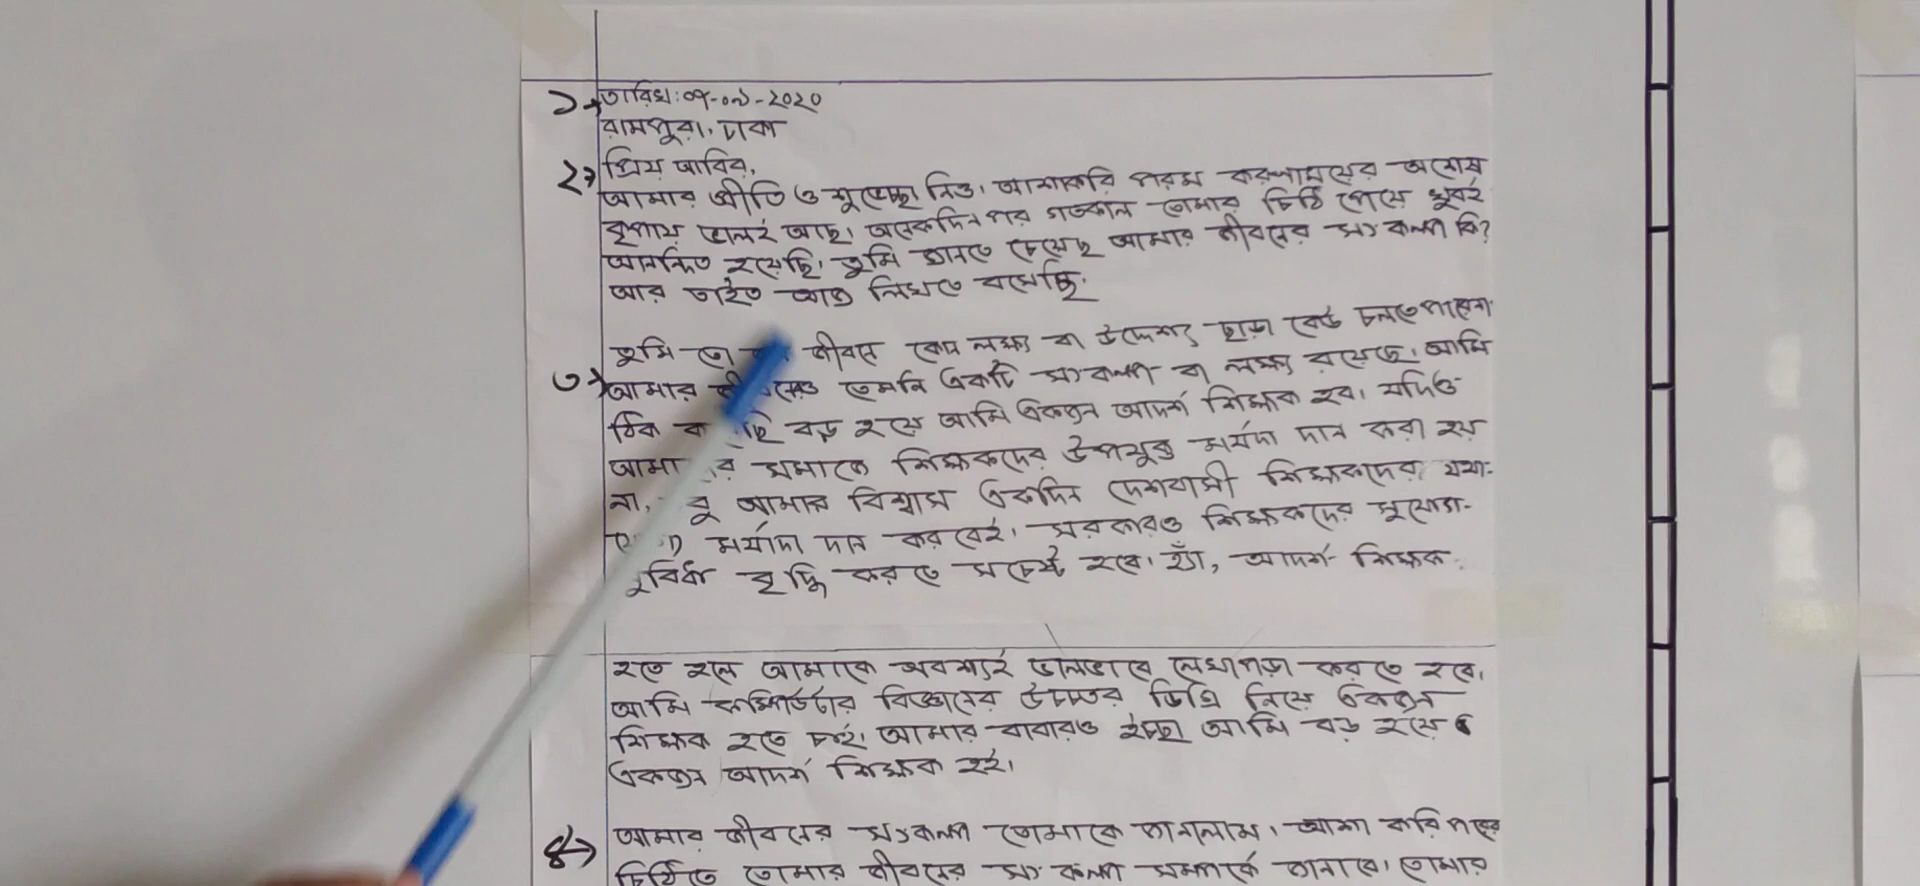 ১→ তারিখ: ০৭-০৯-২০২০
রামপুরা, ঢাকা
২→ প্রিয় আবির,
আমার প্রীতি ও শুভেচ্ছা নিও। আশাকরি পরম করুণাময়ের অশেষ
কৃপায় ভালই আছ। অনেকদিন পর গতকাল তোমার চিঠি পেয়ে খুবই
আনন্দিত হয়েছি। তুমি জানতে চেয়েছ আমার জীবনের সংকল্প কি?
আর তাইত আজ লিখতে বসেছি।
তুমি তো জীবনে কোন লক্ষ্য বা উদ্দেশ্য ছাড়া কেউ চলতে পারেনা।
৩→ আমার তেমনি একটি সংকল্প বা লক্ষ্য রয়েছে। আমি
ঠিক বড় হয়ে আমি একজন আদর্শ শিক্ষক হব। যদিও
সমাজে শিক্ষকদের উপযুক্ত মর্যদা দান করা হয়
না, আমার বিশ্বাস একদিন দেশবাসী শিক্ষকদের যথা-
মর্যাদা দান করবেই। সরকারও শিক্ষকদের সুযোগ-
বৃদ্ধি করতে সচেষ্ট হবে। হ্যাঁ, আদর্শ শিক্ষক
হতে হলে আমাকে অবশ্যই ভালভাবে লেখাপড়া করতে হবে।
আমি কম্পিউটার বিজ্ঞানের উচ্চতর ডিগ্রি নিয়ে একজন
শিক্ষক হতে চাই। আমার বাবারও ইচ্ছা আমি বড় হয়ে
একজন আদর্শ শিক্ষক হই।
৪→ আমার জীবনের সংকল্প তোমাকে জানালাম। আশা করি পরের
চিঠিতে তোমার জীবনের সংকল্প সম্পর্কে জানাবে। তোমার